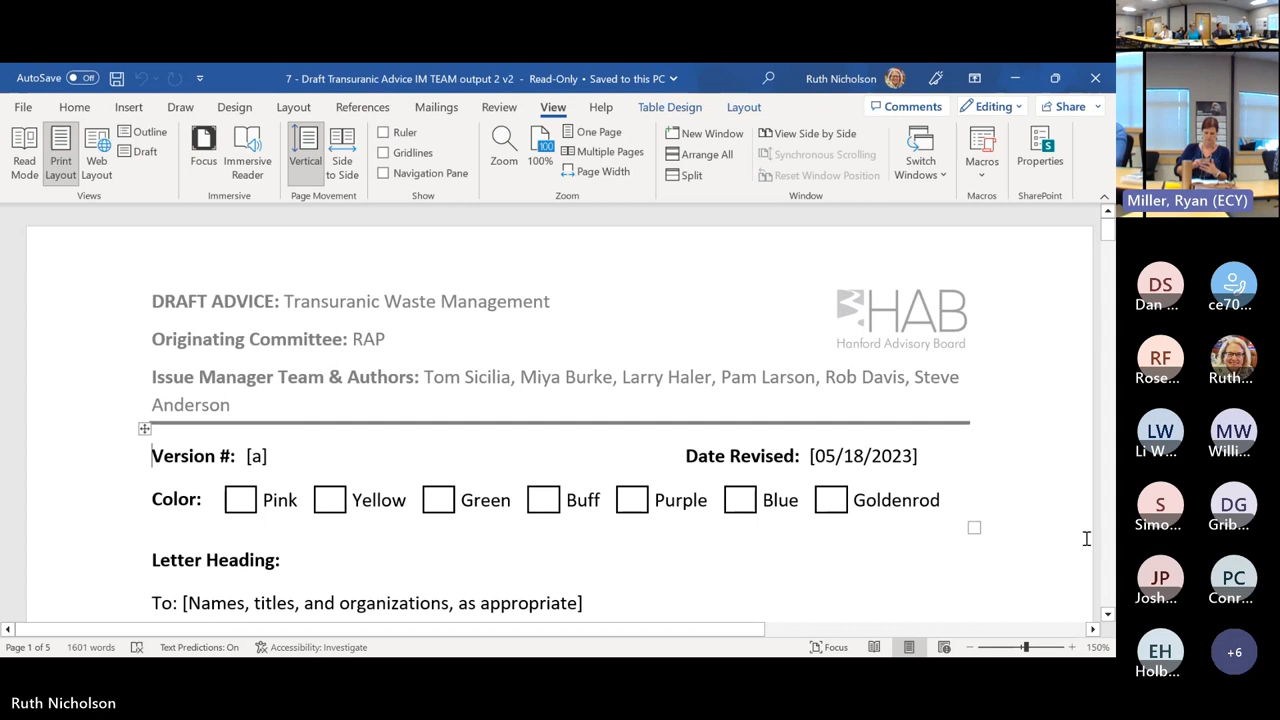 AutoSave Off
7 - Draft Transuranic Advice IM TEAM output 2 v2 - Read-Only • Saved to this PC
Ruth Nicholson
File Home Insert Draw Design Layout References Mailings Review View Help Table Design Layout
Comments Editing Share
Read Mode
Print Layout
Web Layout
Outline
Draft
Views
Focus
Immersive Reader
Immersive
Vertical
Side to Side
Page Movement
Ruler
Gridlines
Navigation Pane
Show
Zoom
100
100%
One Page
Multiple Pages
Page Width
Zoom
New Window
Arrange All
Split
View Side by Side
Synchronous Scrolling
Reset Window Position
Switch Windows
Window
Macros
Macros
Properties
SharePoint
DRAFT ADVICE: Transuranic Waste Management
HAB
Hanford Advisory Board
Originating Committee: RAP
Issue Manager Team & Authors: Tom Sicilia, Miya Burke, Larry Haler, Pam Larson, Rob Davis, Steve
Anderson
Version #: [a] Date Revised: [05/18/2023]
Color: Pink Yellow Green Buff Purple Blue Goldenrod
Letter Heading:
To: [Names, titles, and organizations, as appropriate]
Page 1 of 5 1601 words Text Predictions: On Accessibility: Investigate Focus 150%
Ruth Nicholson
Miller, Ryan (ECY)
DS
Dan ...
ce70...
RF
Rose...
Ruth...
LW
Li W...
MW
Willi...
S
Simo...
DG
Grib...
JP
Josh...
PC
Conr...
EH
Holb...
+6